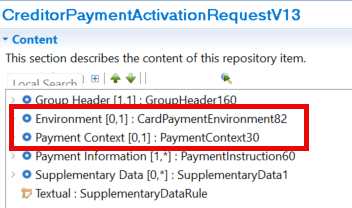 CreditorPaymentActivationRequestV13
Content
This section describes the content of this repository item.
Local Search
Group Header [1,1] : GroupHeader160
Environment [0,1] : CardPaymentEnvironment82
Payment Context [0,1] : PaymentContext30
Payment Information [1,*] : PaymentInstruction60
Supplementary Data [0,*] : SupplementaryData1
Textual : SupplementaryDataRule